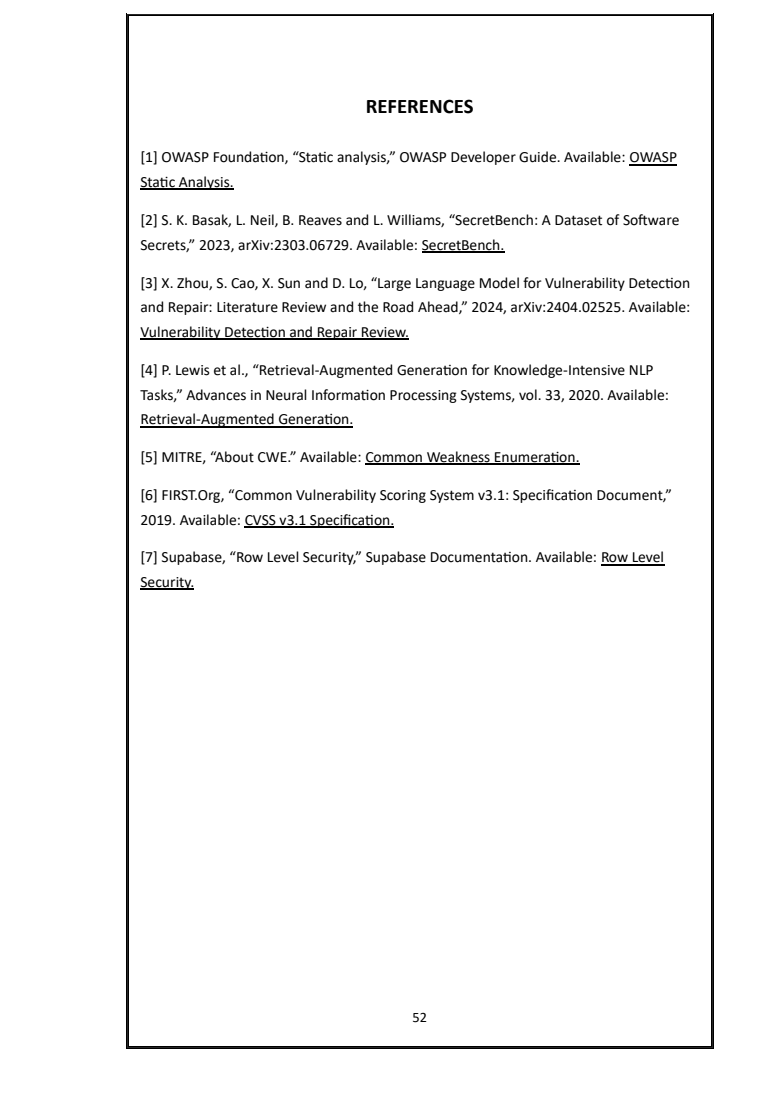 REFERENCES
[1] OWASP Foundation, “Static analysis,” OWASP Developer Guide. Available: OWASP
Static Analysis.
[2] S. K. Basak, L. Neil, B. Reaves and L. Williams, “SecretBench: A Dataset of Software
Secrets,” 2023, arXiv:2303.06729. Available: SecretBench.
[3] X. Zhou, S. Cao, X. Sun and D. Lo, “Large Language Model for Vulnerability Detection
and Repair: Literature Review and the Road Ahead,” 2024, arXiv:2404.02525. Available:
Vulnerability Detection and Repair Review.
[4] P. Lewis et al., “Retrieval-Augmented Generation for Knowledge-Intensive NLP
Tasks,” Advances in Neural Information Processing Systems, vol. 33, 2020. Available:
Retrieval-Augmented Generation.
[5] MITRE, “About CWE.” Available: Common Weakness Enumeration.
[6] FIRST.Org, “Common Vulnerability Scoring System v3.1: Specification Document,”
2019. Available: CVSS v3.1 Specification.
[7] Supabase, “Row Level Security,” Supabase Documentation. Available: Row Level
Security.
52